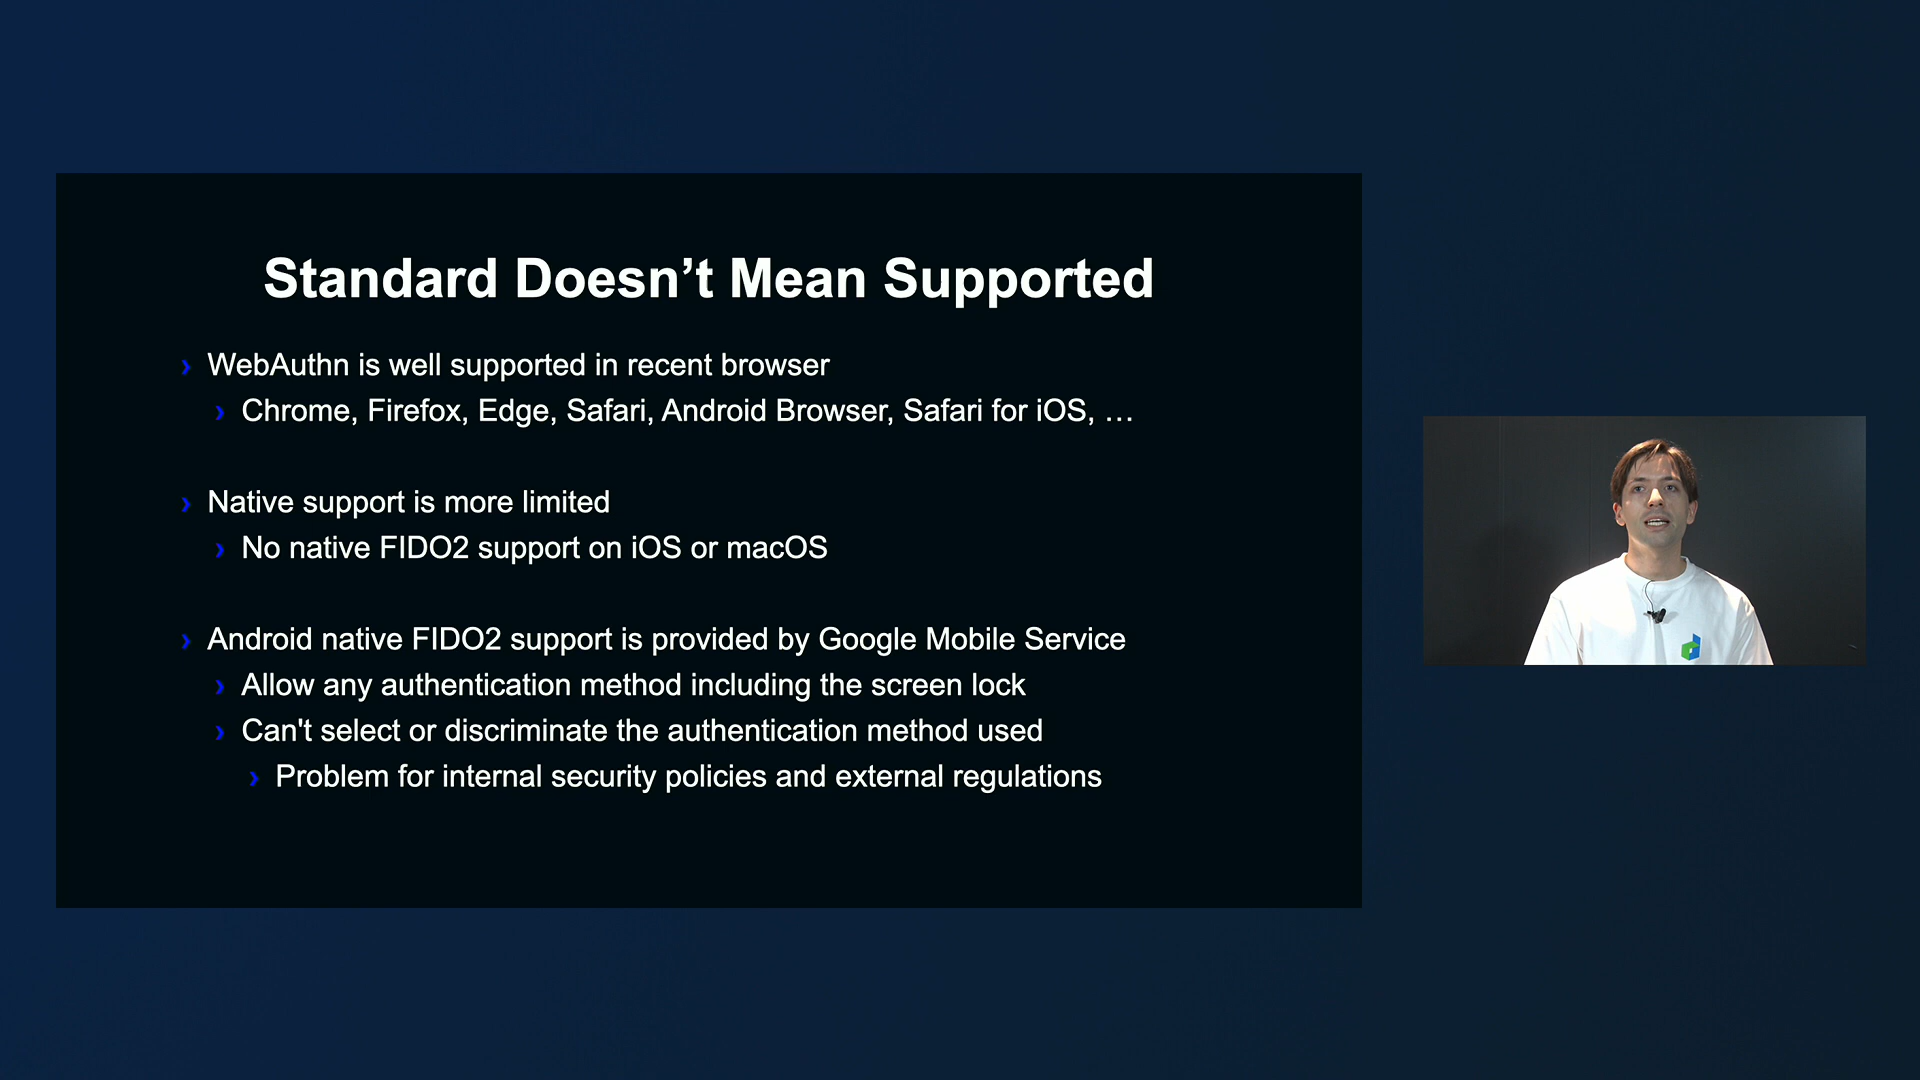 Standard Doesn’t Mean Supported
› WebAuthn is well supported in recent browser
› Chrome, Firefox, Edge, Safari, Android Browser, Safari for iOS, …
› Native support is more limited
› No native FIDO2 support on iOS or macOS
› Android native FIDO2 support is provided by Google Mobile Service
› Allow any authentication method including the screen lock
› Can't select or discriminate the authentication method used
› Problem for internal security policies and external regulations